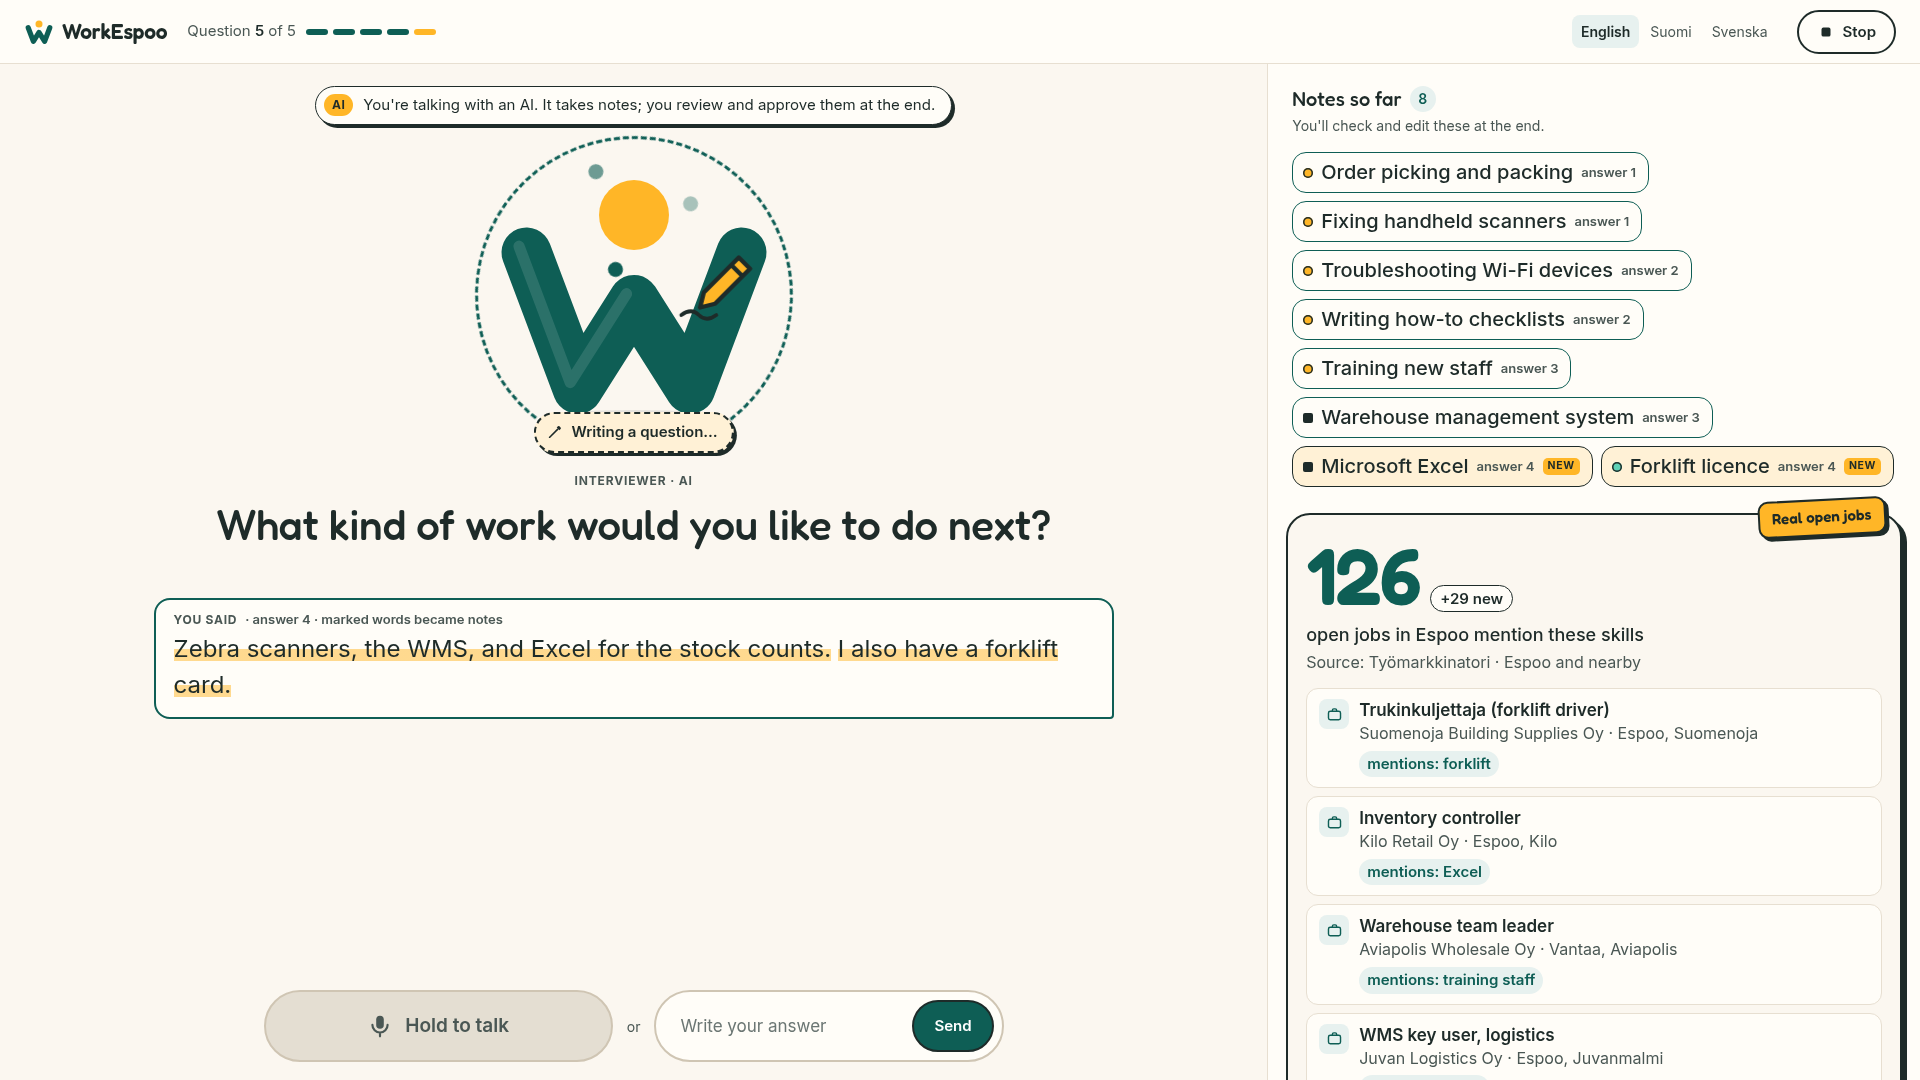 WorkEspoo
Question 5 of 5
English
Suomi
Svenska
Stop
AI You're talking with an AI. It takes notes; you review and approve them at the end.
Writing a question...
INTERVIEWER · AI
What kind of work would you like to do next?
YOU SAID · answer 4 · marked words became notes
Zebra scanners, the WMS, and Excel for the stock counts. I also have a forklift
card.
Hold to talk
or
Write your answer
Send
Notes so far 8
You'll check and edit these at the end.
Order picking and packing answer 1
Fixing handheld scanners answer 1
Troubleshooting Wi-Fi devices answer 2
Writing how-to checklists answer 2
Training new staff answer 3
Warehouse management system answer 3
Microsoft Excel answer 4 NEW
Forklift licence answer 4 NEW
Real open jobs
126 +29 new
open jobs in Espoo mention these skills
Source: Työmarkkinatori · Espoo and nearby
Trukinkuljettaja (forklift driver)
Suomenoja Building Supplies Oy · Espoo, Suomenoja
mentions: forklift
Inventory controller
Kilo Retail Oy · Espoo, Kilo
mentions: Excel
Warehouse team leader
Aviapolis Wholesale Oy · Vantaa, Aviapolis
mentions: training staff
WMS key user, logistics
Juvan Logistics Oy · Espoo, Juvanmalmi